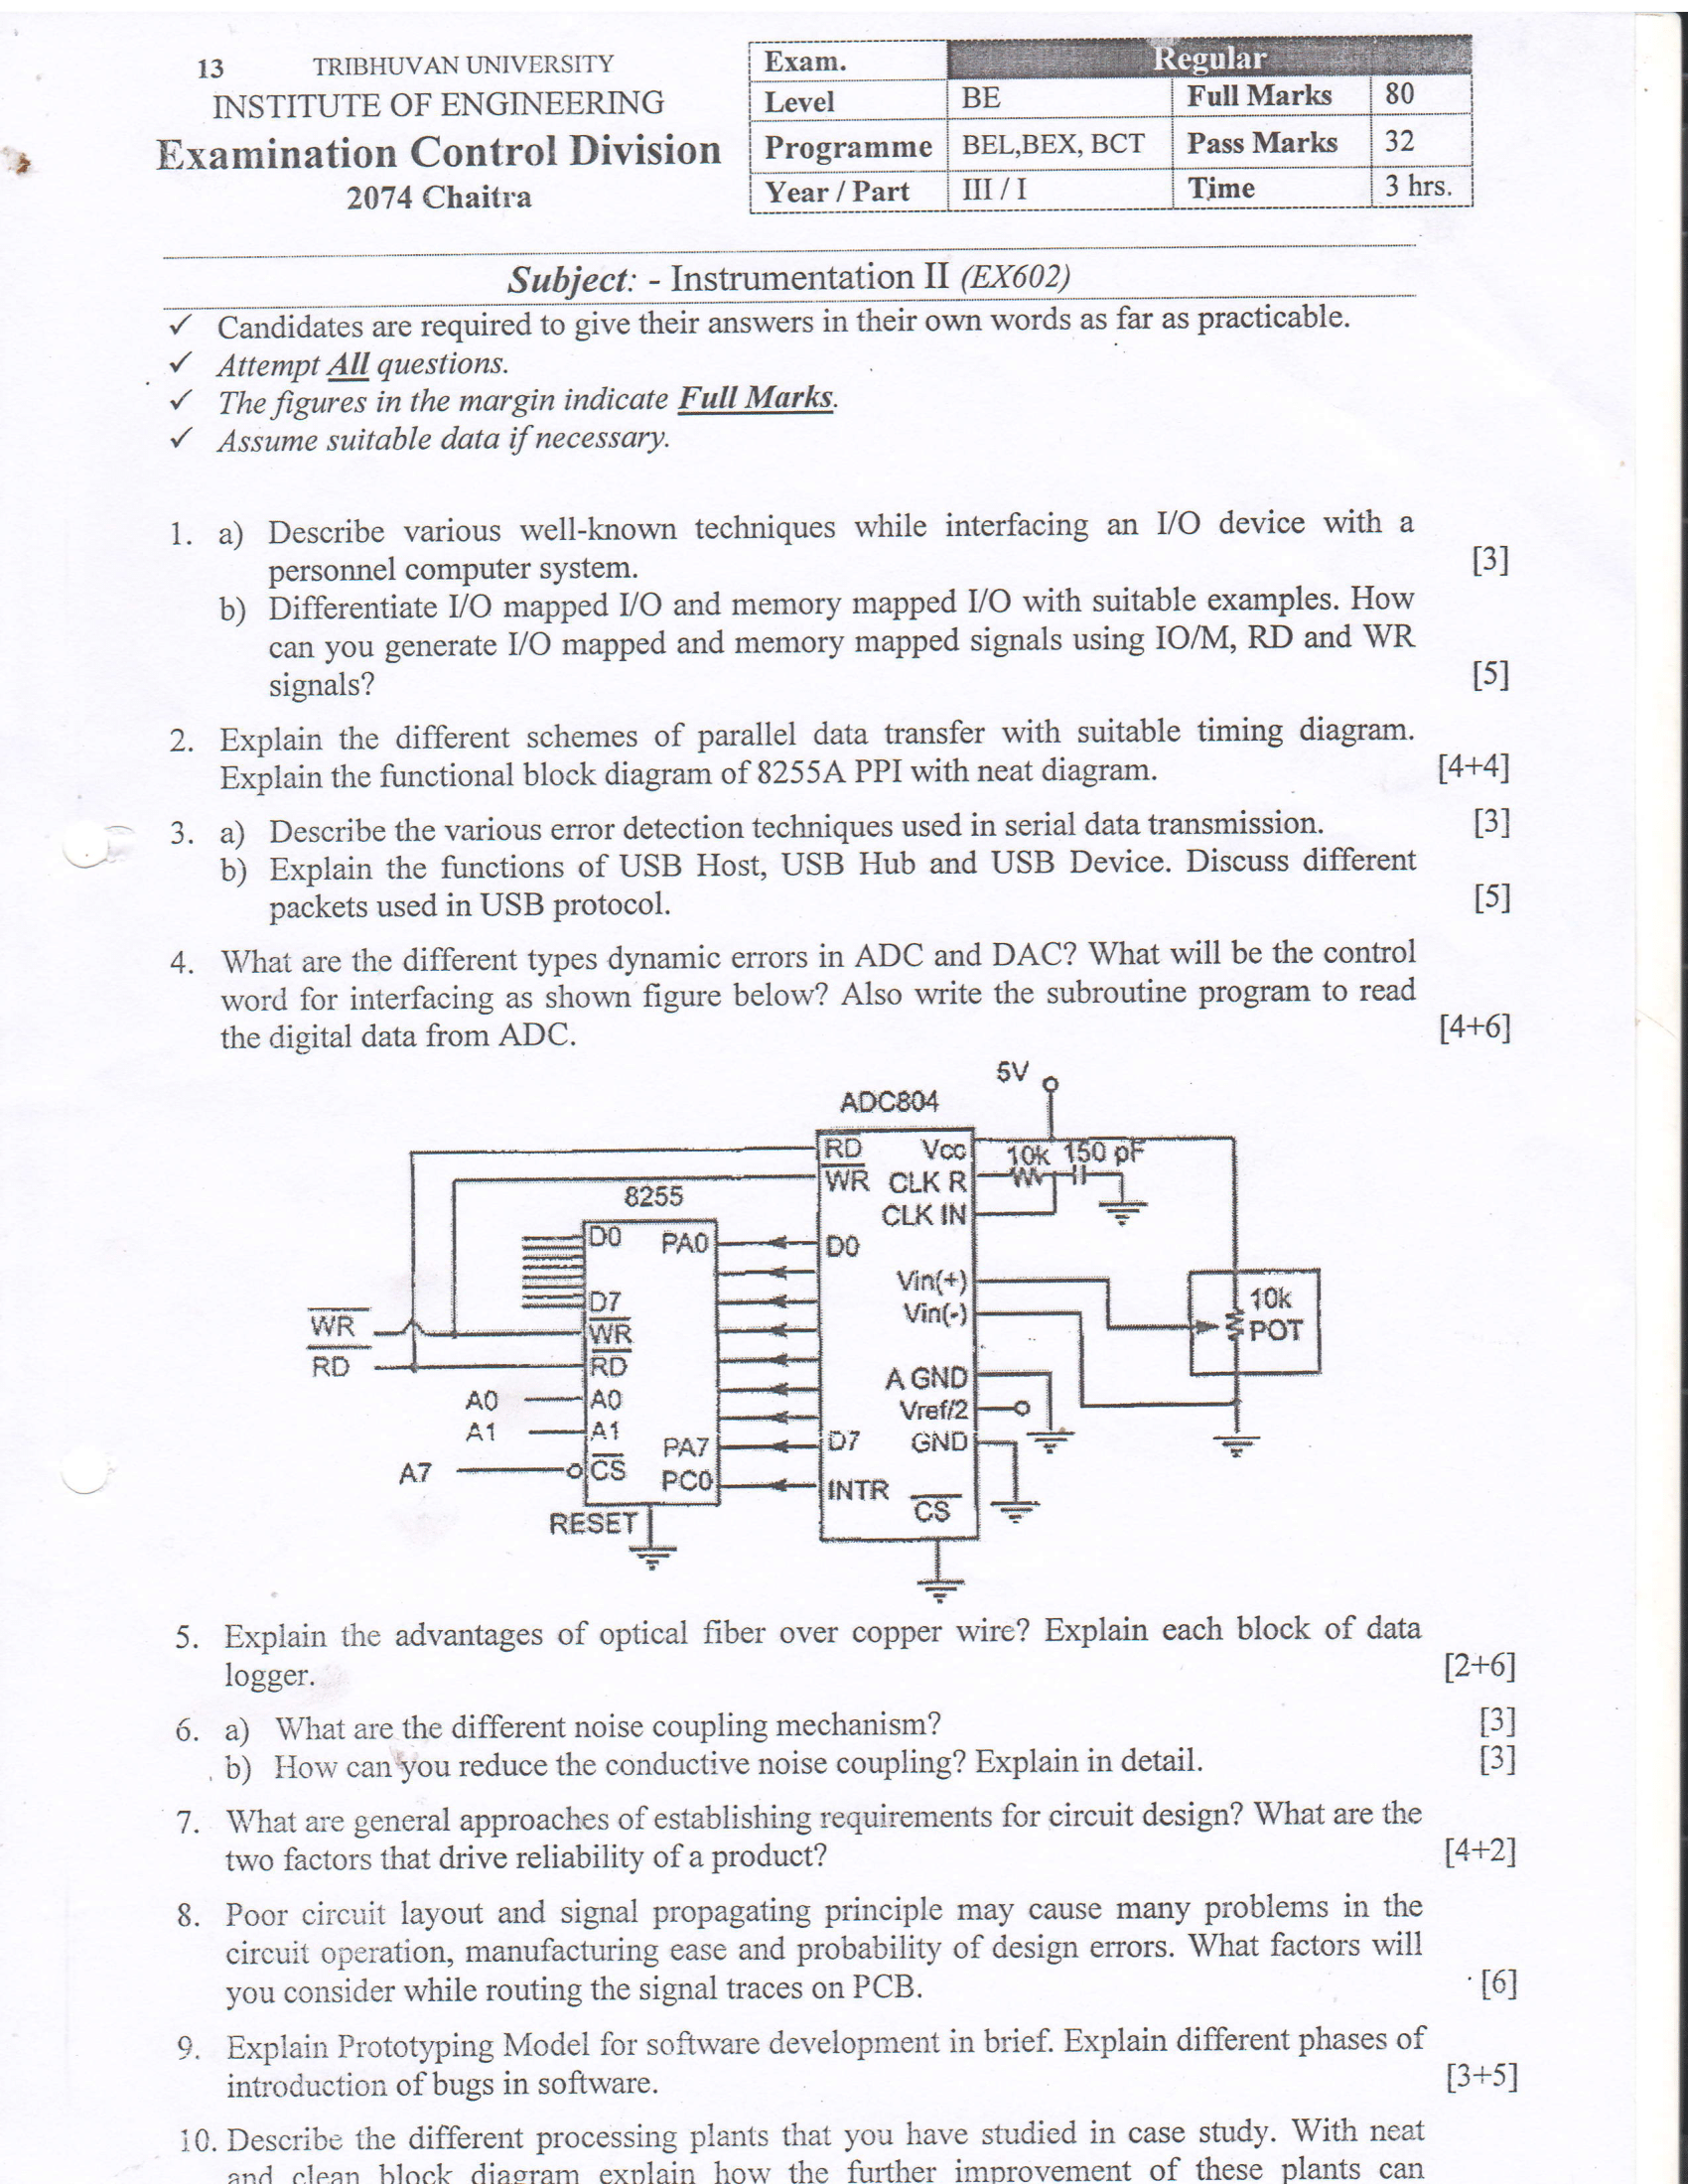 13 TRIBHUVAN UNIVERSITY
INSTITUTE OF ENGINEERING
Examination Control Division
2074 Chaitra
Exam. Regular
Level BE Full Marks 80
Programme BEL,BEX, BCT Pass Marks 32
Year / Part III / I Time 3 hrs.
Subject: - Instrumentation II (EX602)
✓ Candidates are required to give their answers in their own words as far as practicable.
✓ Attempt All questions.
✓ The figures in the margin indicate Full Marks.
✓ Assume suitable data if necessary.
1. a) Describe various well-known techniques while interfacing an I/O device with a
personnel computer system. [3]
b) Differentiate I/O mapped I/O and memory mapped I/O with suitable examples. How
can you generate I/O mapped and memory mapped signals using IO/M, RD and WR
signals? [5]
2. Explain the different schemes of parallel data transfer with suitable timing diagram.
Explain the functional block diagram of 8255A PPI with neat diagram. [4+4]
3. a) Describe the various error detection techniques used in serial data transmission. [3]
b) Explain the functions of USB Host, USB Hub and USB Device. Discuss different
packets used in USB protocol. [5]
4. What are the different types dynamic errors in ADC and DAC? What will be the control
word for interfacing as shown figure below? Also write the subroutine program to read
the digital data from ADC. [4+6]
5V
ADC804
RD Vcc 10k 150 pF
WR CLK R
8255
CLK IN
D0 PA0 D0
Vin(+)
D7 10k
Vin(-)
WR WR POT
RD RD
A0 A0 A GND
Vref/2
A1 A1
PA7 D7 GND
A7 CS PC0 INTR
CS
RESET
5. Explain the advantages of optical fiber over copper wire? Explain each block of data
logger. [2+6]
6. a) What are the different noise coupling mechanism? [3]
b) How can you reduce the conductive noise coupling? Explain in detail. [3]
7. What are general approaches of establishing requirements for circuit design? What are the
two factors that drive reliability of a product? [4+2]
8. Poor circuit layout and signal propagating principle may cause many problems in the
circuit operation, manufacturing ease and probability of design errors. What factors will
you consider while routing the signal traces on PCB. [6]
9. Explain Prototyping Model for software development in brief. Explain different phases of
introduction of bugs in software. [3+5]
10. Describe the different processing plants that you have studied in case study. With neat
and clean block diagram explain how the further improvement of these plants can